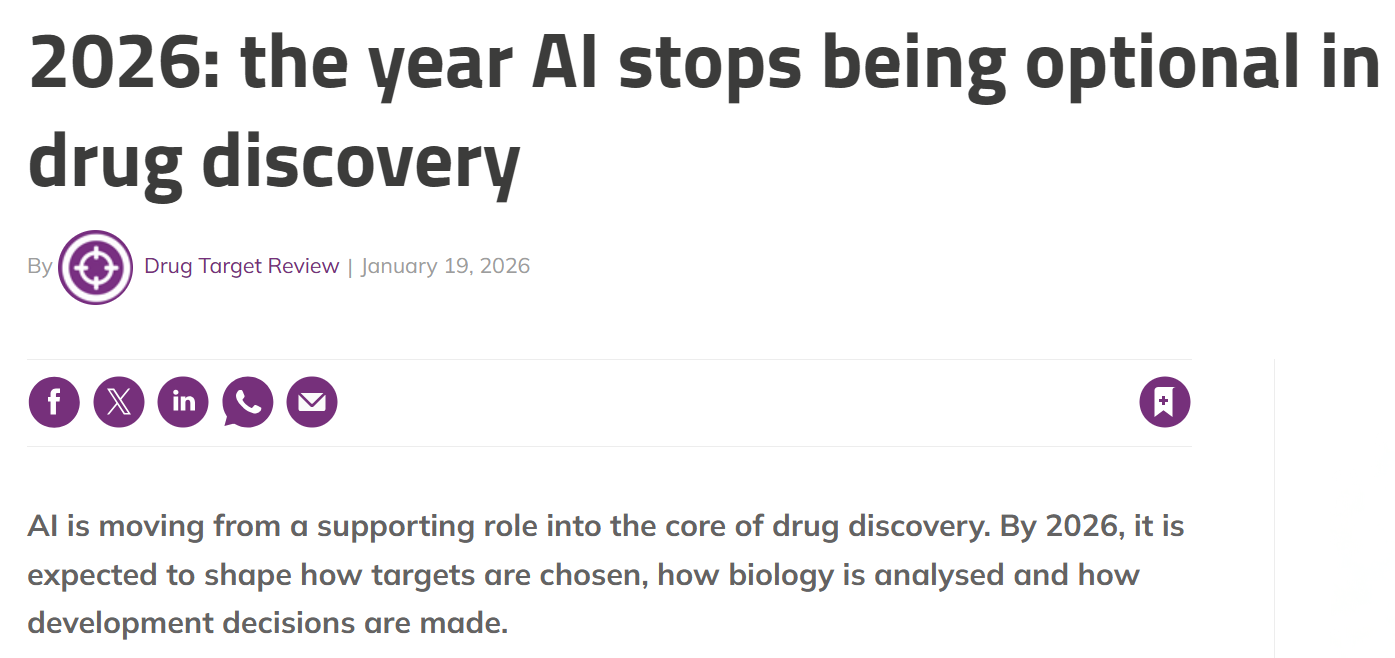 2026: the year AI stops being optional in
drug discovery
By Drug Target Review | January 19, 2026
AI is moving from a supporting role into the core of drug discovery. By 2026, it is
expected to shape how targets are chosen, how biology is analysed and how
development decisions are made.